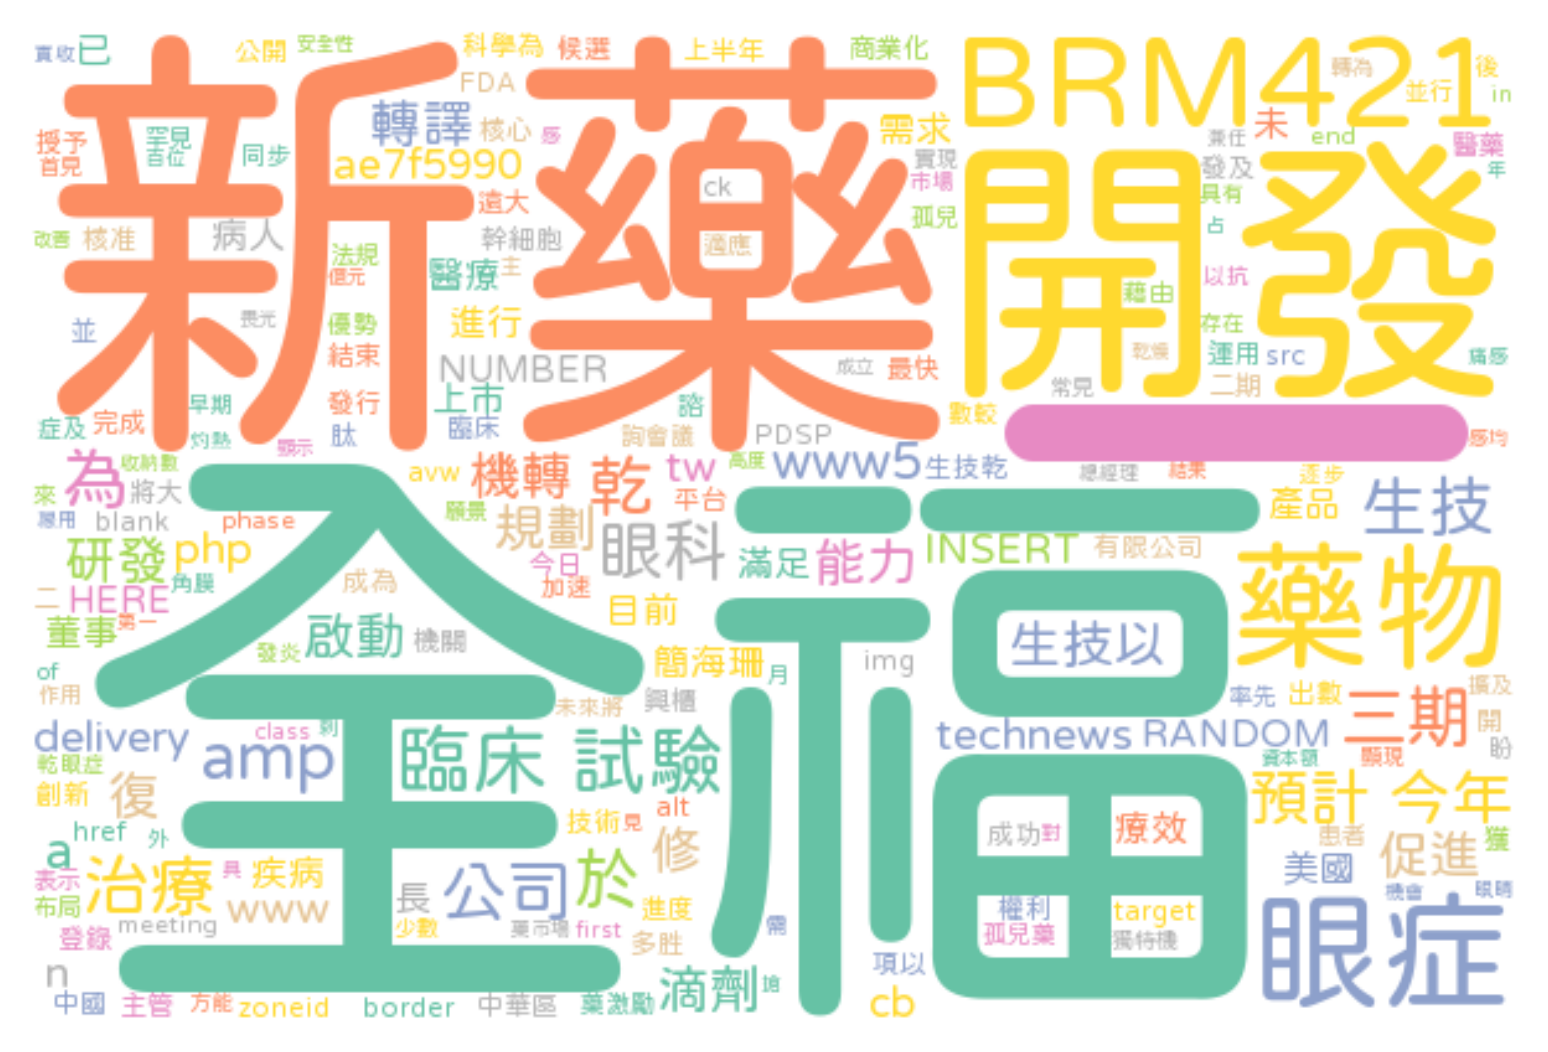 實收 已 公開 安全性 科學為 候選 上半年 商業化 BRM421 轉為 後
FDA 並行 in
授予 罕見 轉譯 核心 感 需求 未 end 醫藥
首見 百位 同步 ae7f5990 新藥 實現 兼任 發及 年
ck 市場 具有
遠大 孤兒 開發 占
改善 核准 病人 幹細胞 適應 以抗
法規 億元 醫療 主 藉由
並 畏光 優勢 進行 存在
結束 NUMBER 成立 最快 乾燥 運用 src 痛感
早期 發行 上市 諮 數較 常見 二期
症及 完成 灼熱 肽 臨床 詢會議 PDSP 感均
顯示
為 收納數 avw 機轉 乾 tw 高度 www5 生技乾 總經理 結果 逐步
來 將大 願景 平台 產品 生技
應用 blank phase 規劃 眼科
研發 php 今日 滿足 能力 INSERT 有限公司
二 HERE 角膜 成為 加速 藥物
董事 第一 啟動 機關 目前 生技以
發炎 全福 簡海珊 img
of 作用 月 率先 出數 擴及
未來將 興櫃 三期 開
delivery class 刺 technews RANDOM 盼
乾眼症 amp 臨床 試驗 資本額 顯現
創新 復 預計 今年
href 外 技術 見 alt 成功 對 療效 患者 獲
a 修 美國 促進
表示 治療 具 疾病 公司 於 機會 眼睛
布局 www 長 進度 權利 target
meeting 少數 藥市場 first 需 孤兒藥 獨特機
登錄 多胜 眼症
n 滴劑 項以
中國 主管 方能 zoneid border 中華區 藥激勵 cb